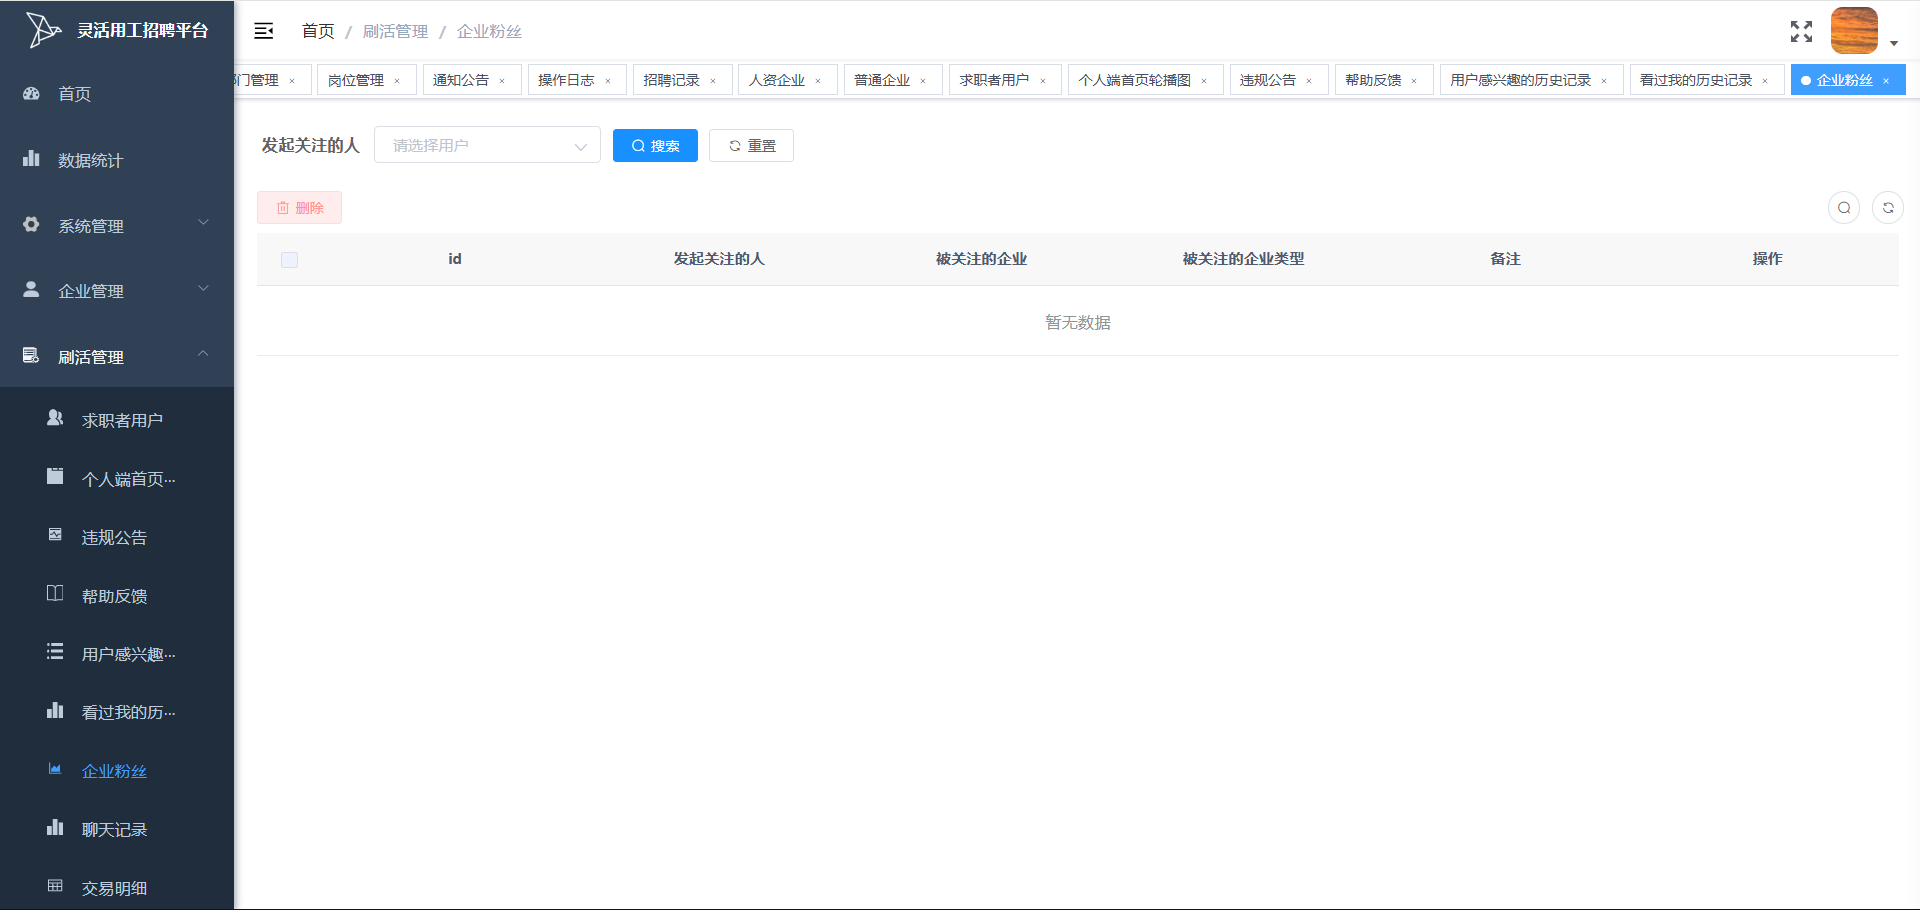 灵活用工招聘平台
首页 / 刷活管理 / 企业粉丝
门管理 × 岗位管理 × 通知公告 × 操作日志 × 招聘记录 × 人资企业 × 普通企业 × 求职者用户 × 个人端首页轮播图 × 违规公告 × 帮助反馈 × 用户感兴趣的历史记录 × 看过我的历史记录 × 企业粉丝 ×
首页
数据统计
系统管理
企业管理
刷活管理
求职者用户
个人端首页...
违规公告
帮助反馈
用户感兴趣...
看过我的历...
企业粉丝
聊天记录
交易明细
发起关注的人 请选择用户 搜索 重置
删除
id 发起关注的人 被关注的企业 被关注的企业类型 备注 操作
暂无数据